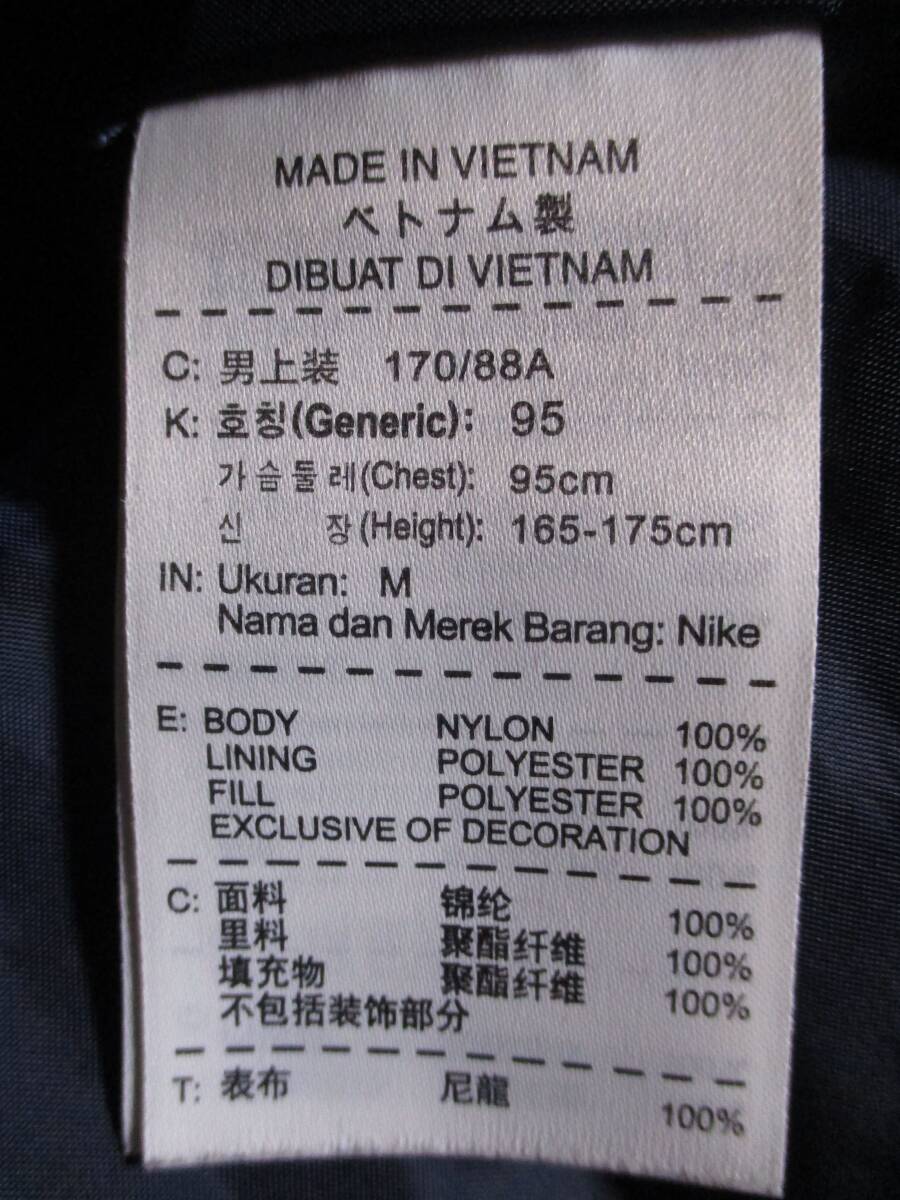 MADE IN VIETNAM
ベトナム製
DIBUAT DI VIETNAM
C: 男上装 170/88A
K: 호칭(Generic): 95
가슴둘레(Chest): 95cm
신 장(Height): 165-175cm
IN: Ukuran: M
Nama dan Merek Barang: Nike
E: BODY NYLON 100%
LINING POLYESTER 100%
FILL POLYESTER 100%
EXCLUSIVE OF DECORATION
C: 面料 锦纶 100%
里料 聚酯纤维 100%
填充物 聚酯纤维 100%
不包括装饰部分
T: 表布 尼龍 100%